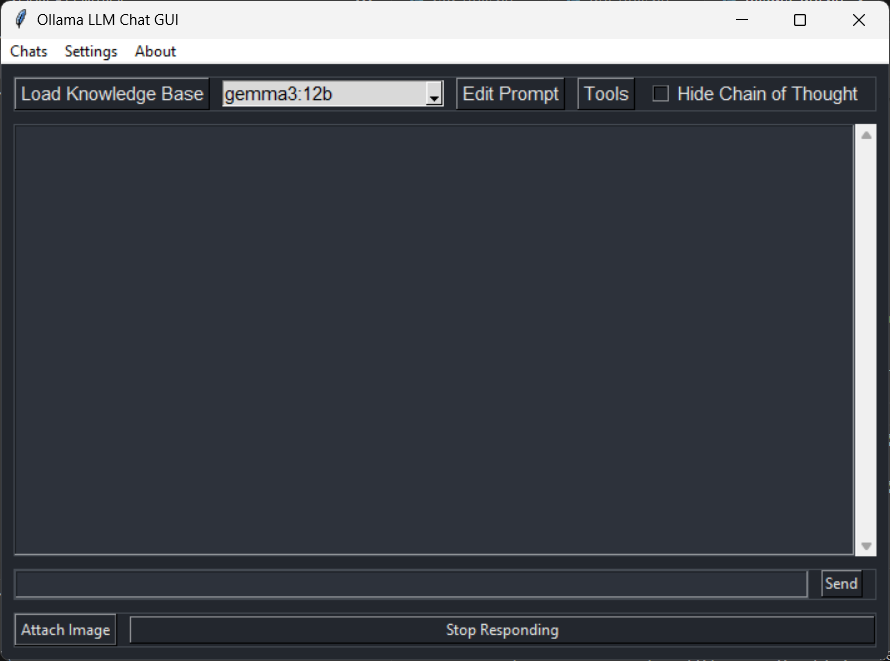 Ollama LLM Chat GUI
Chats Settings About
Load Knowledge Base gemma3:12b Edit Prompt Tools Hide Chain of Thought
Send
Attach Image Stop Responding